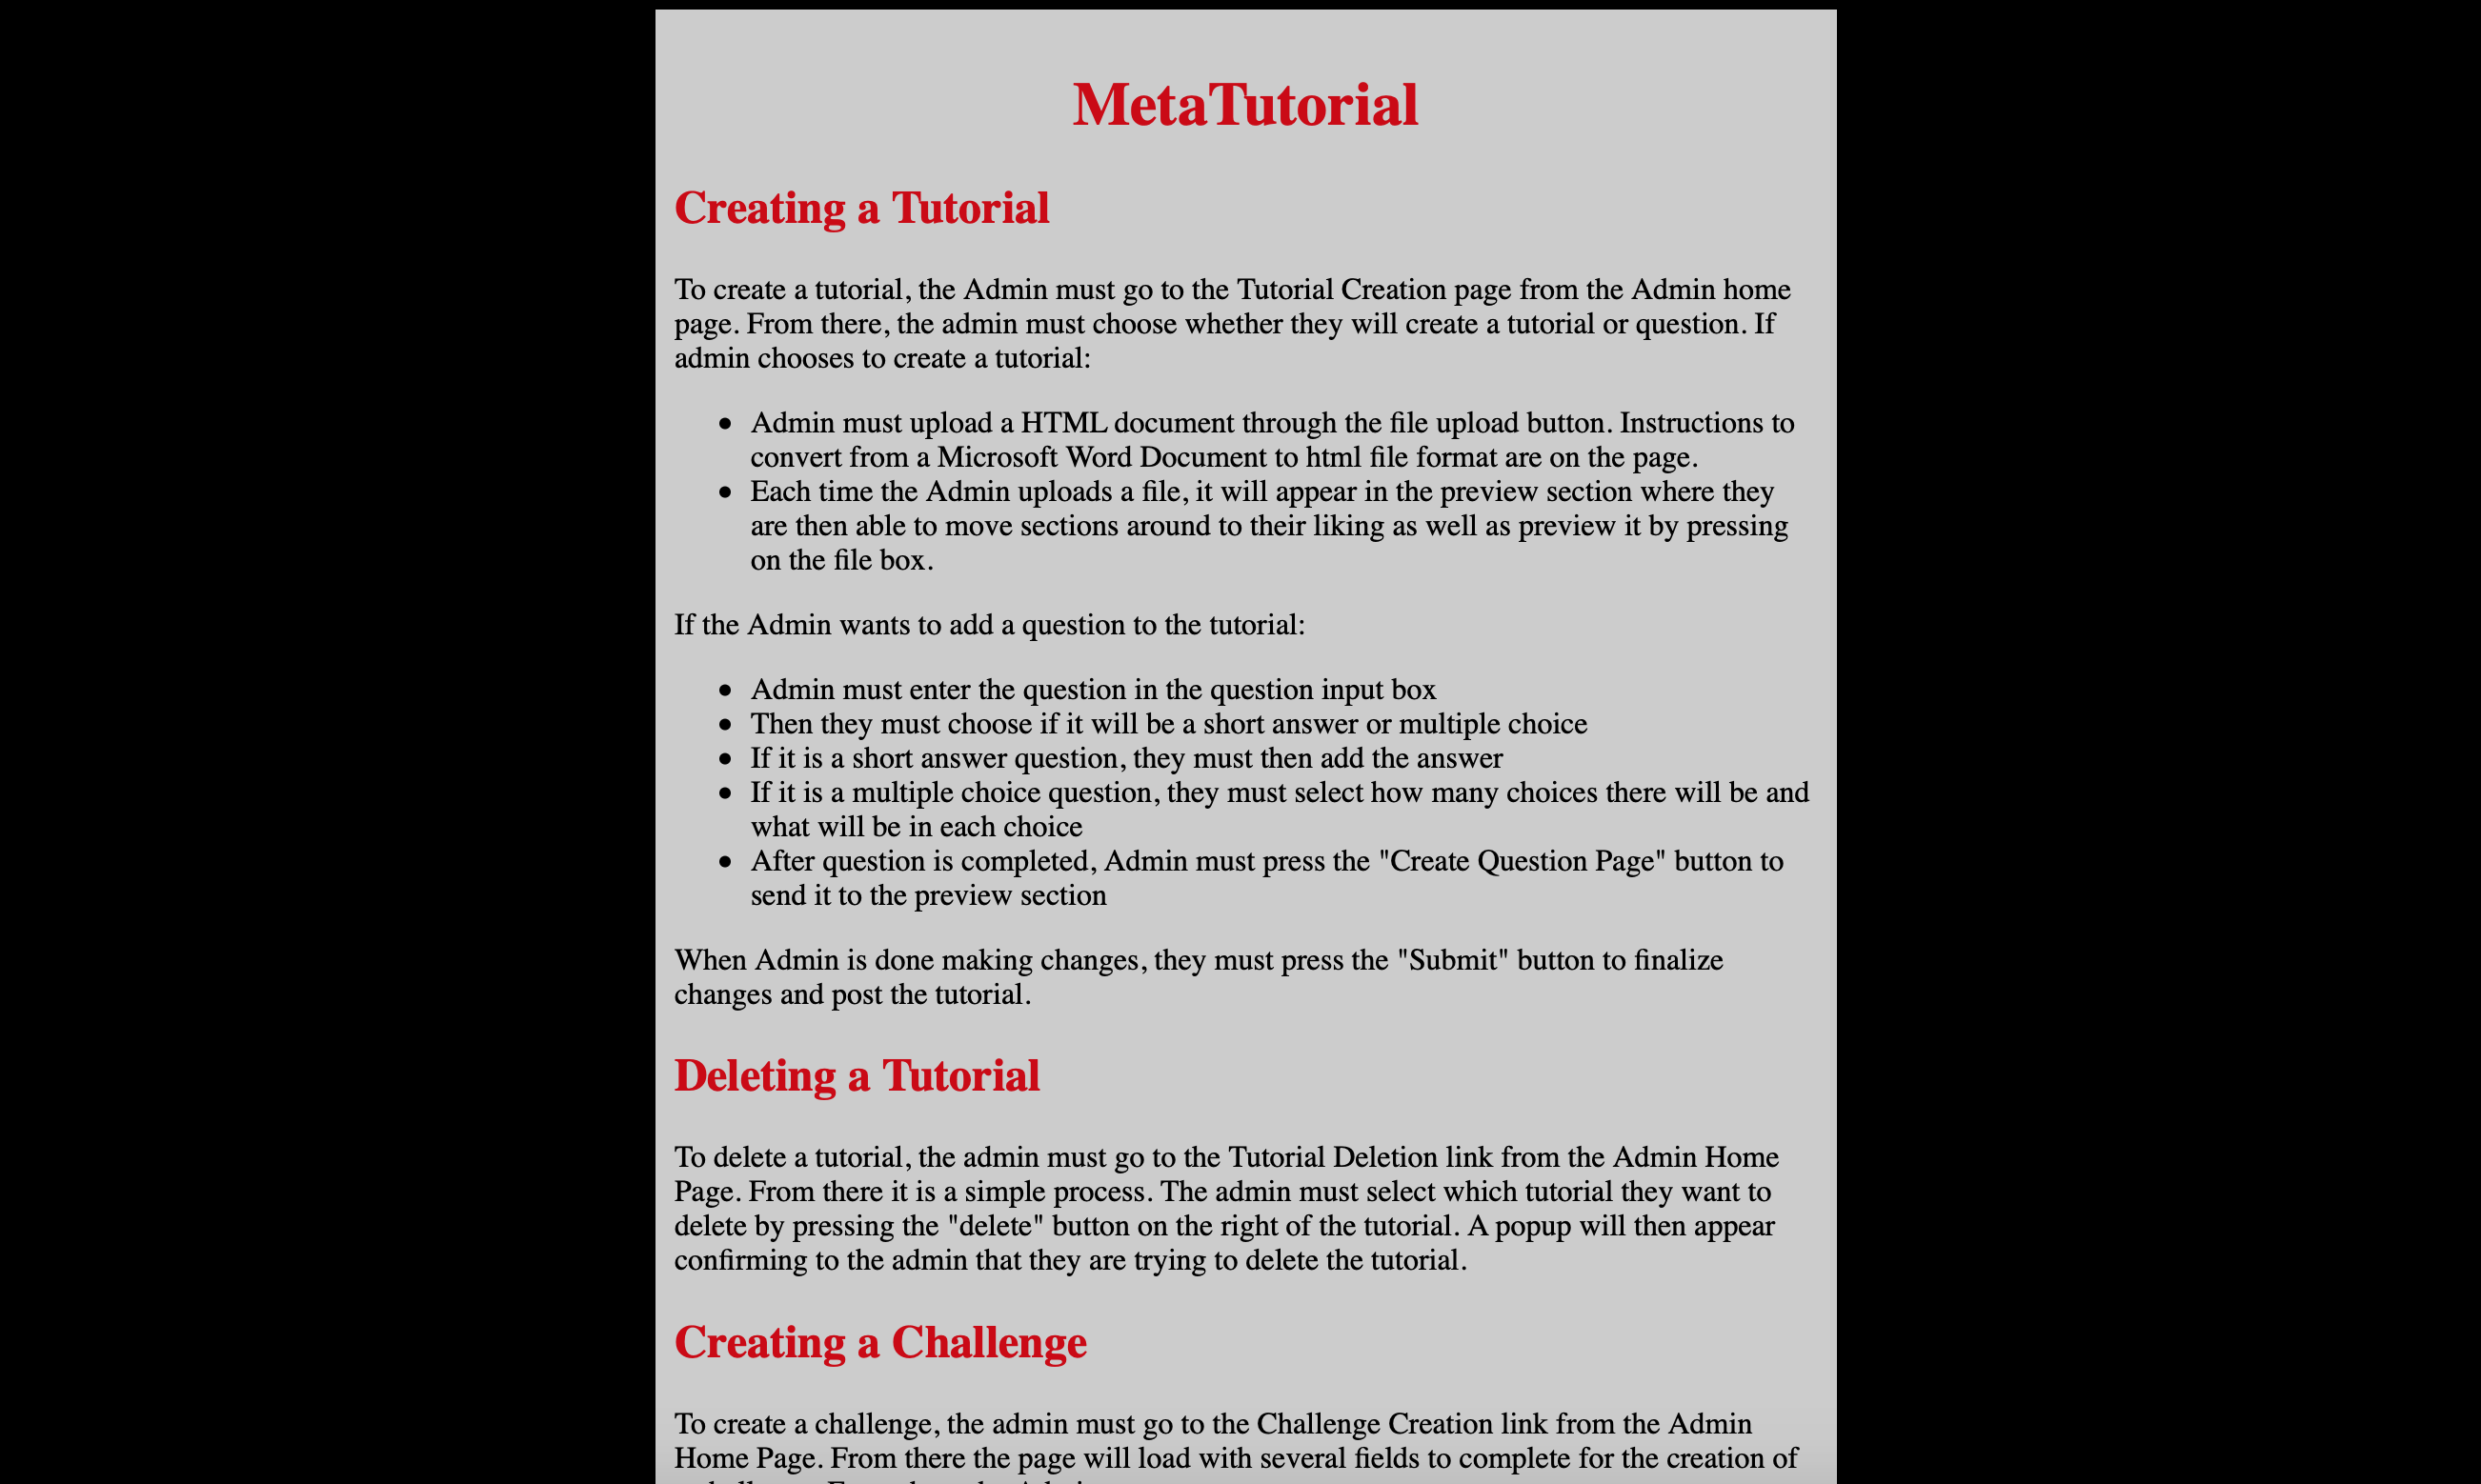 MetaTutorial
Creating a Tutorial
To create a tutorial, the Admin must go to the Tutorial Creation page from the Admin home
page. From there, the admin must choose whether they will create a tutorial or question. If
admin chooses to create a tutorial:
Admin must upload a HTML document through the file upload button. Instructions to
convert from a Microsoft Word Document to html file format are on the page.
Each time the Admin uploads a file, it will appear in the preview section where they
are then able to move sections around to their liking as well as preview it by pressing
on the file box.
If the Admin wants to add a question to the tutorial:
Admin must enter the question in the question input box
Then they must choose if it will be a short answer or multiple choice
If it is a short answer question, they must then add the answer
If it is a multiple choice question, they must select how many choices there will be and
what will be in each choice
After question is completed, Admin must press the "Create Question Page" button to
send it to the preview section
When Admin is done making changes, they must press the "Submit" button to finalize
changes and post the tutorial.
Deleting a Tutorial
To delete a tutorial, the admin must go to the Tutorial Deletion link from the Admin Home
Page. From there it is a simple process. The admin must select which tutorial they want to
delete by pressing the "delete" button on the right of the tutorial. A popup will then appear
confirming to the admin that they are trying to delete the tutorial.
Creating a Challenge
To create a challenge, the admin must go to the Challenge Creation link from the Admin
Home Page. From there the page will load with several fields to complete for the creation of